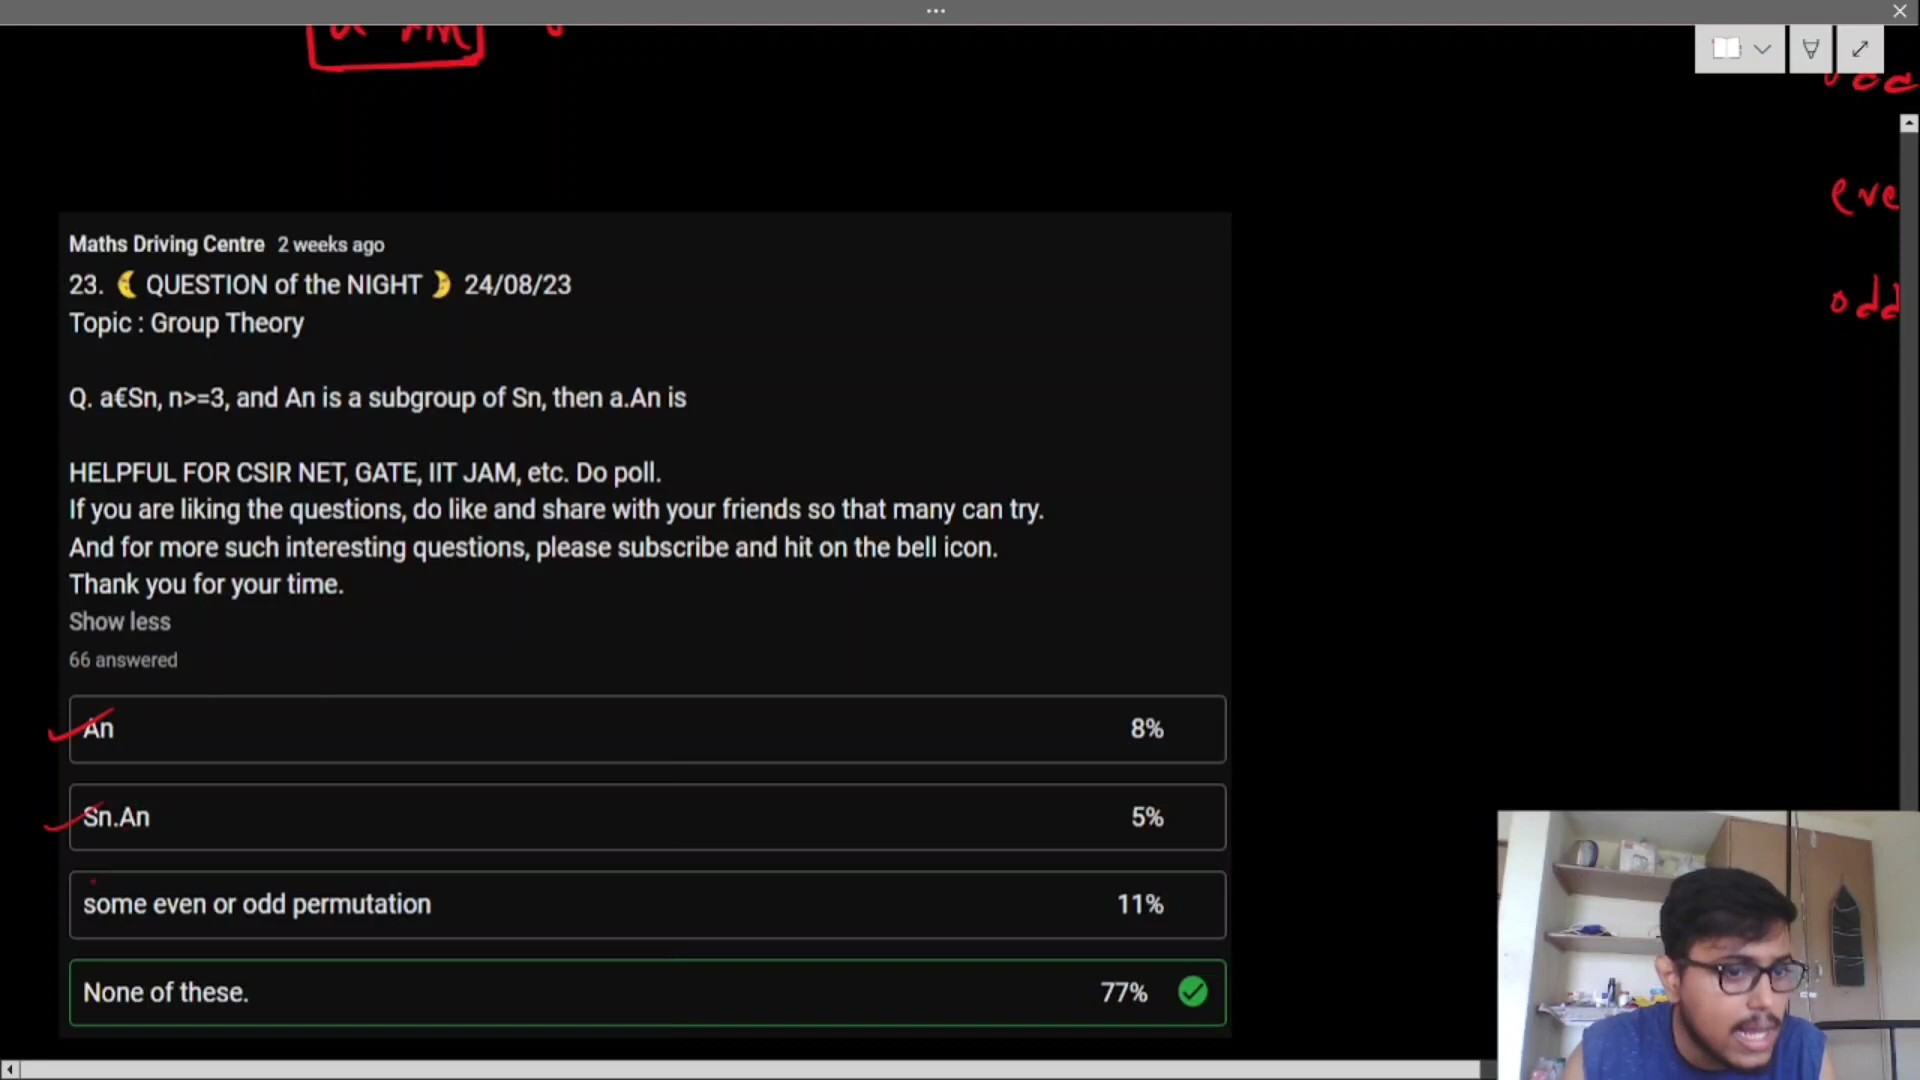 odd
Maths Driving Centre 2 weeks ago
eve
23. 🌜 QUESTION of the NIGHT 🌛 24/08/23
odd
Topic : Group Theory
Q. a€Sn, n>=3, and An is a subgroup of Sn, then a.An is
HELPFUL FOR CSIR NET, GATE, IIT JAM, etc. Do poll.
If you are liking the questions, do like and share with your friends so that many can try.
And for more such interesting questions, please subscribe and hit on the bell icon.
Thank you for your time.
Show less
66 answered
An 8%
Sn.An 5%
some even or odd permutation 11%
None of these. 77%